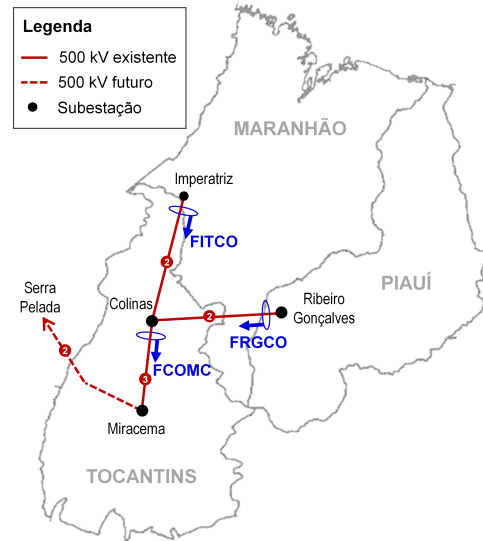 Legenda
500 kV existente
500 kV futuro
Subestação
MARANHÃO
Imperatriz
2
FITCO
PIAUÍ
Serra
Pelada
Colinas
2
Ribeiro
Gonçalves
FRGCO
2
FCOMC
3
Miracema
TOCANTINS